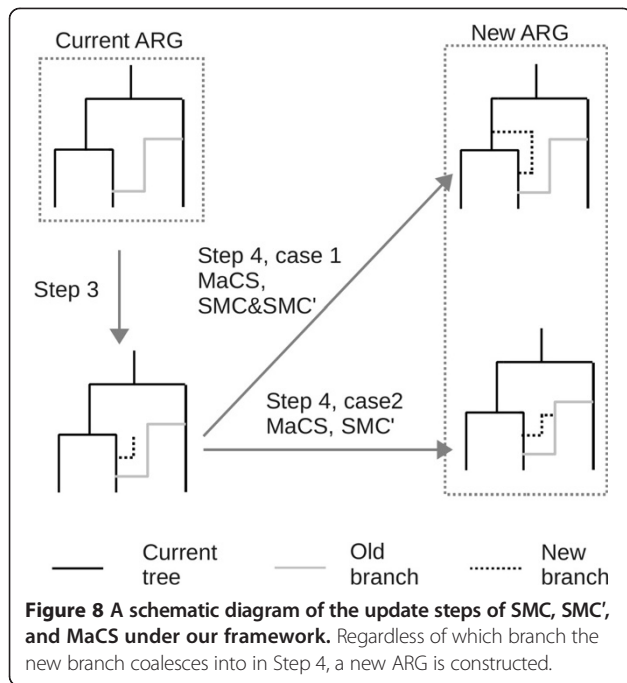 Current ARG
New ARG
Step 3
Step 4, case 1
MaCS,
SMC&SMC'
Step 4, case2
MaCS, SMC'
Current
tree
Old
branch
New
branch
Figure 8 A schematic diagram of the update steps of SMC, SMC′,
and MaCS under our framework. Regardless of which branch the
new branch coalesces into in Step 4, a new ARG is constructed.